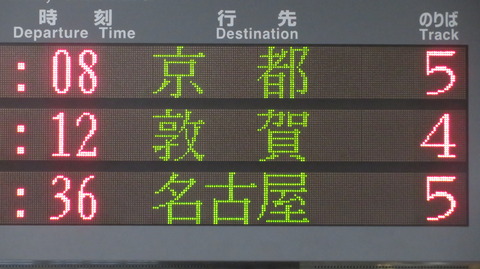 時刻 行先 のりば
Departure Time Destination Track
:08 京都 5
:12 敦賀 4
:36 名古屋 5